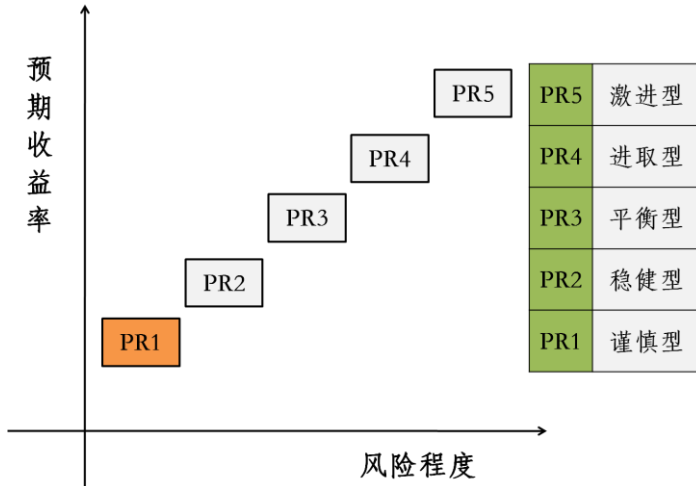 预期收益率
PR5
PR4
PR3
PR2
PR1
风险程度
PR5 激进型
PR4 进取型
PR3 平衡型
PR2 稳健型
PR1 谨慎型